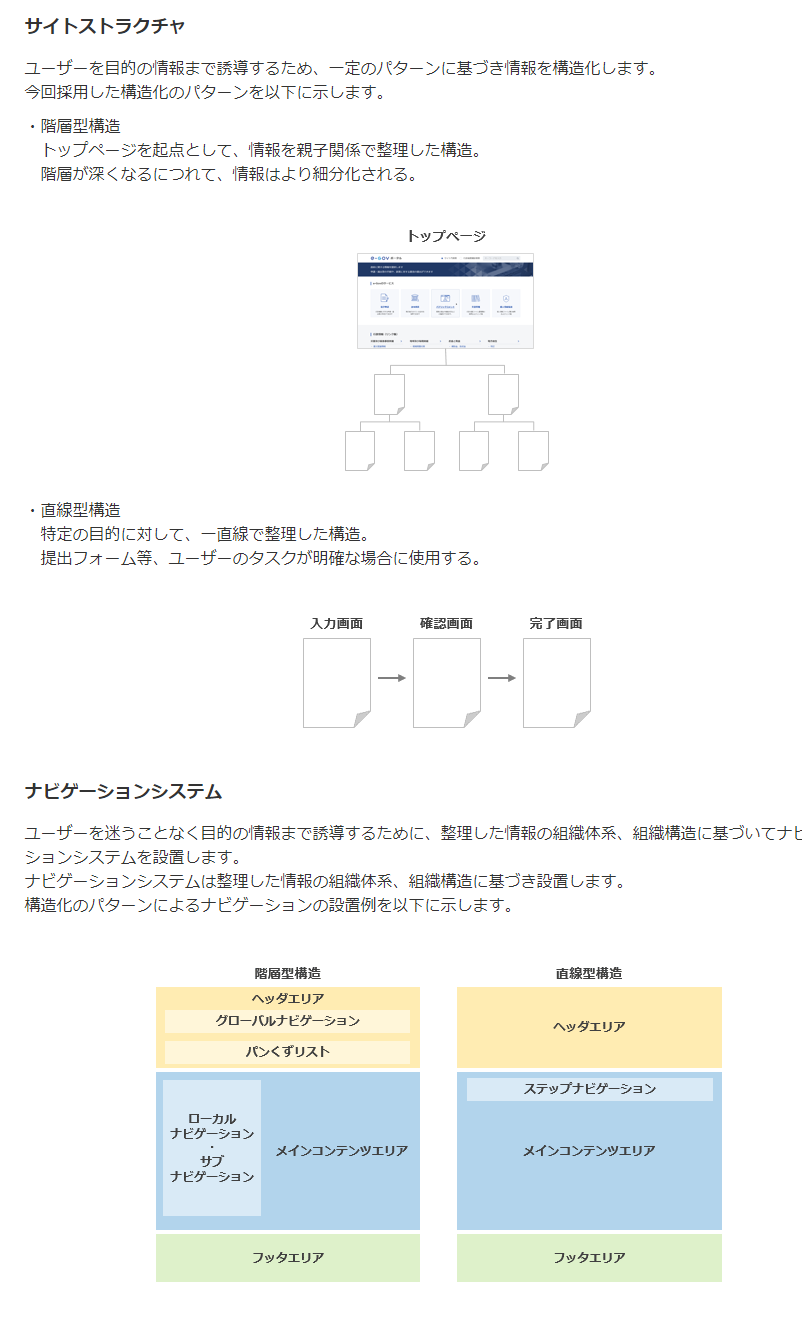 サイトストラクチャ
ユーザーを目的の情報まで誘導するため、一定のパターンに基づき情報を構造化します。
今回採用した構造化のパターンを以下に示します。
・階層型構造
トップページを起点として、情報を親子関係で整理した構造。
階層が深くなるにつれて、情報はより細分化される。
トップページ
e-GOV
・直線型構造
特定の目的に対して、一直線で整理した構造。
提出フォーム等、ユーザーのタスクが明確な場合に使用する。
入力画面 確認画面 完了画面
ナビゲーションシステム
ユーザーを迷うことなく目的の情報まで誘導するために、整理した情報の組織体系、組織構造に基づいてナビ
ションシステムを設置します。
ナビゲーションシステムは整理した情報の組織体系、組織構造に基づき設置します。
構造化のパターンによるナビゲーションの設置例を以下に示します。
階層型構造
ヘッダエリア
グローバルナビゲーション
パンくずリスト
ローカル
ナビゲーション
・
サブ
ナビゲーション
メインコンテンツエリア
フッタエリア
直線型構造
ヘッダエリア
ステップナビゲーション
メインコンテンツエリア
フッタエリア